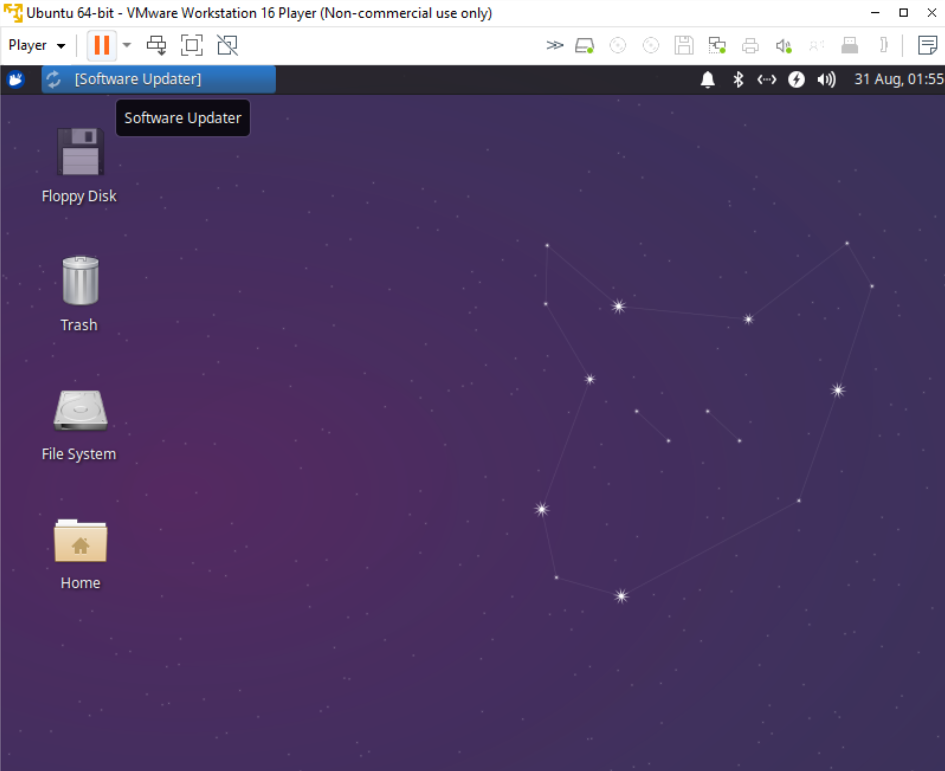 Ubuntu 64-bit - VMware Workstation 16 Player (Non-commercial use only)
Player
[Software Updater]
31 Aug, 01:55
Software Updater
Floppy Disk
Trash
File System
Home